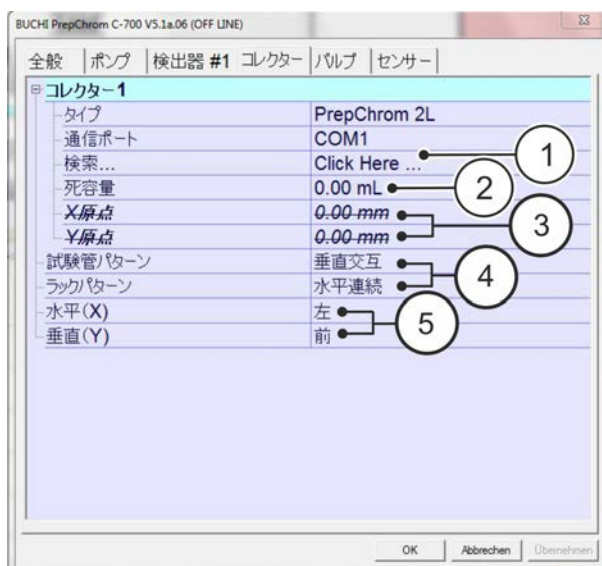 BUCHI PrepChrom C-700 V5.1a.06 (OFF LINE)
全般 ポンプ 検出器 #1 コレクター バルブ センサー
コレクター1
タイプ PrepChrom 2L
通信ポート COM1
検索... Click Here ... 1
死容量 0.00 mL 2
X原点 0.00 mm 3
Y原点 0.00 mm
試験管パターン 垂直交互 4
ラックパターン 水平連続
水平(X) 左 5
垂直(Y) 前
OK Abbrechen Übernehmen